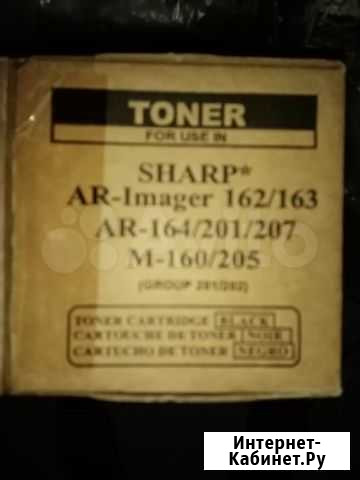 TONER
FOR USE IN
SHARP*
AR-Imager 162/163
AR-164/201/207
M-160/205
(GROUP 201/202)
TONER CARTRIDGE BLACK
CARTOUCHE DE TONER NOIR
CARTUCHO DE TONER NEGRO
Интернет-
Кабинет.Ру